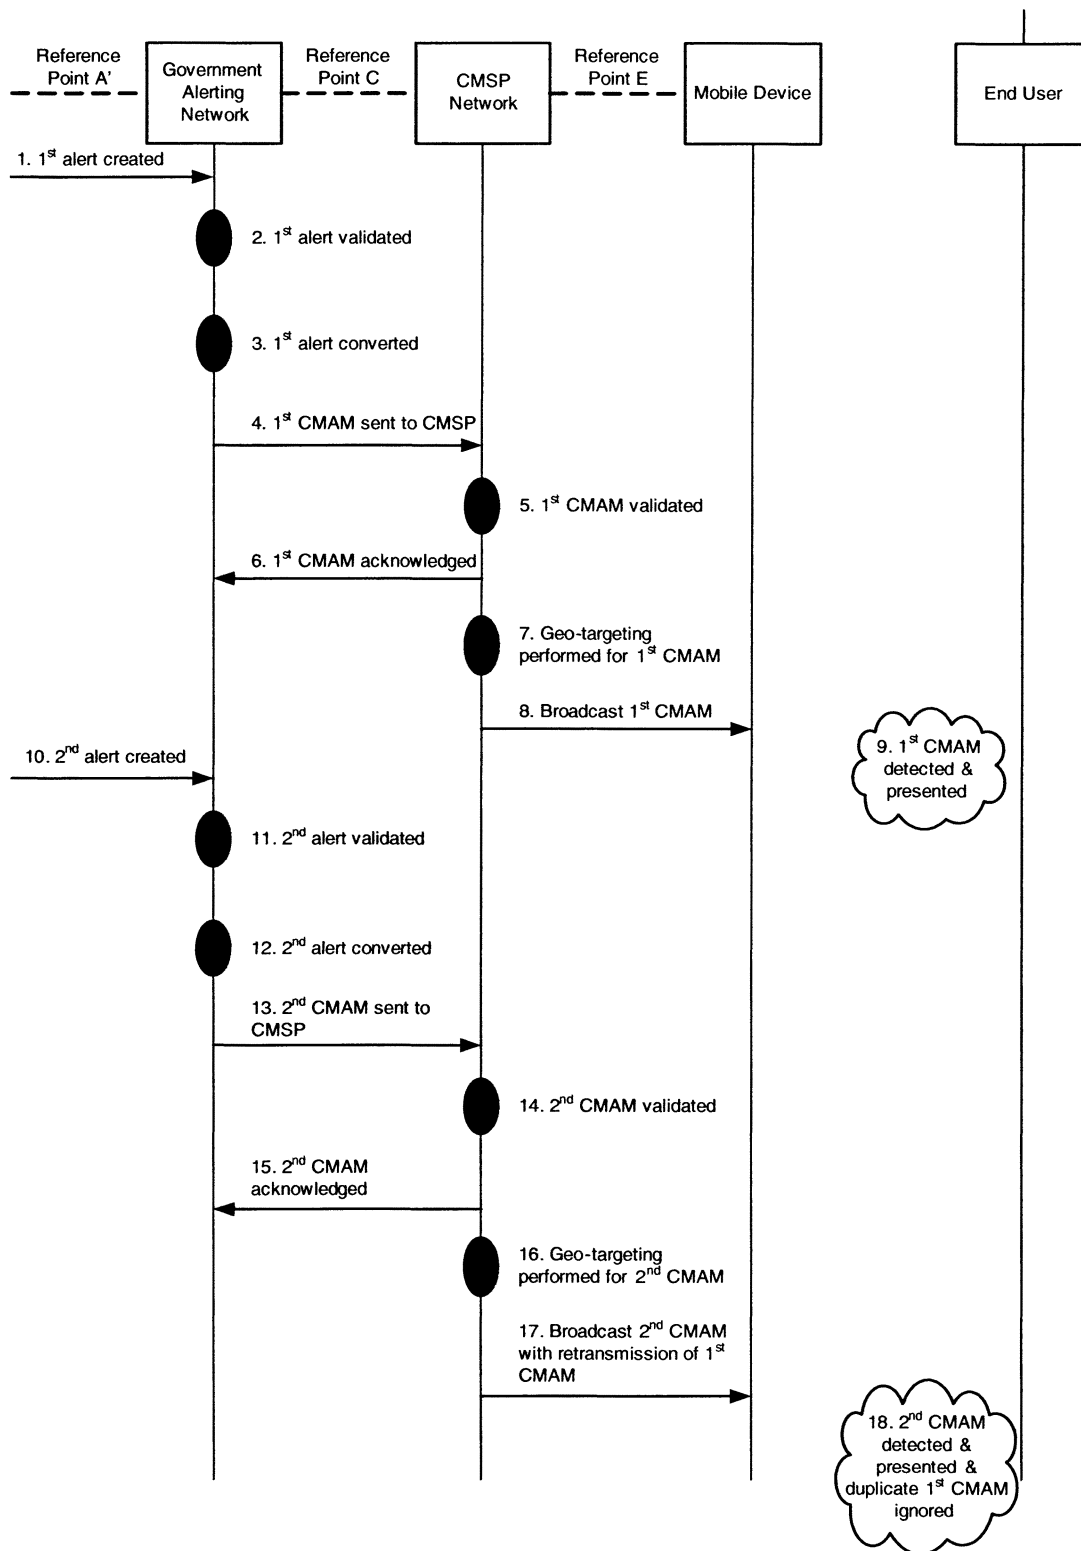 Reference
Point A'
Government
Alerting
Network
Reference
Point C
CMSP
Network
Reference
Point E
Mobile Device
End User
1. 1st alert created
2. 1st alert validated
3. 1st alert converted
4. 1st CMAM sent to CMSP
5. 1st CMAM validated
6. 1st CMAM acknowledged
7. Geo-targeting
performed for 1st CMAM
8. Broadcast 1st CMAM
9. 1st CMAM
detected &
presented
10. 2nd alert created
11. 2nd alert validated
12. 2nd alert converted
13. 2nd CMAM sent to
CMSP
14. 2nd CMAM validated
15. 2nd CMAM
acknowledged
16. Geo-targeting
performed for 2nd CMAM
17. Broadcast 2nd CMAM
with retransmission of 1st
CMAM
18. 2nd CMAM
detected &
presented &
duplicate 1st CMAM
ignored